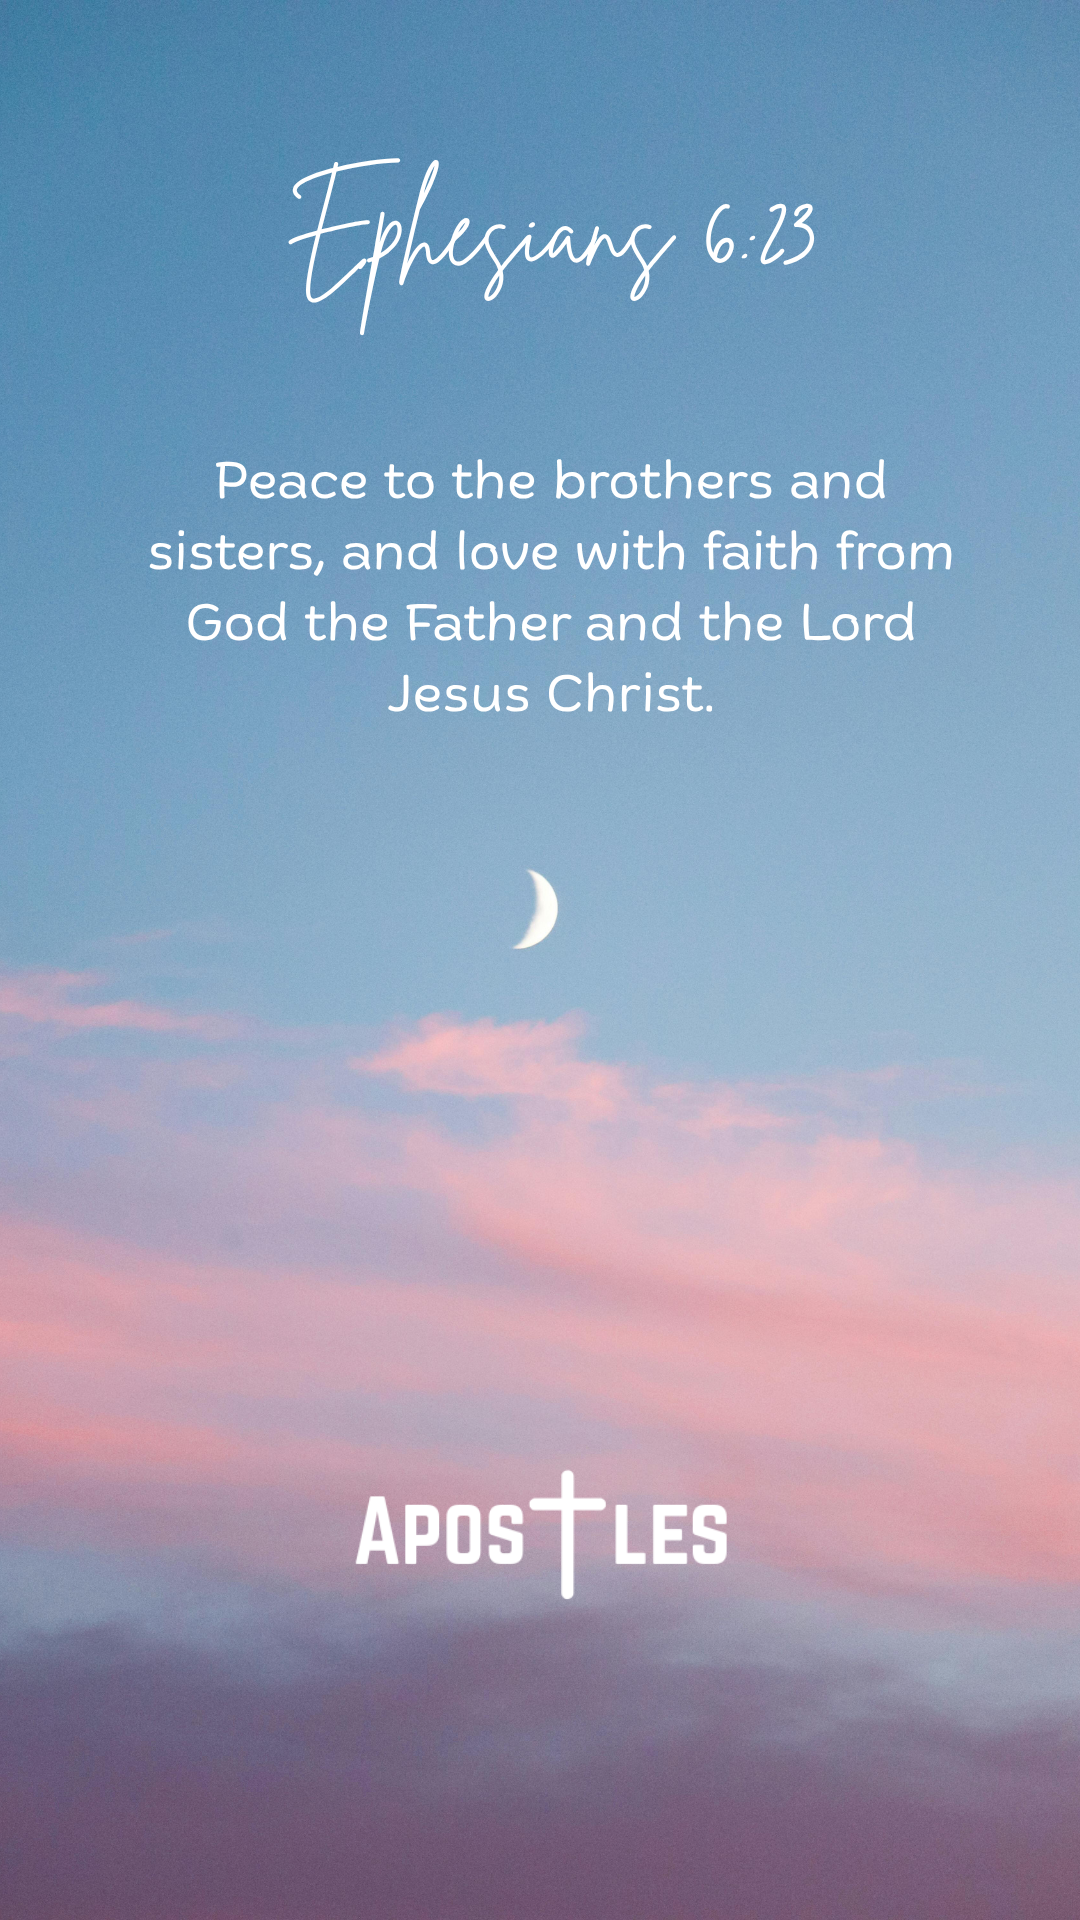 Ephesians 6:23
Peace to the brothers and
sisters, and love with faith from
God the Father and the Lord
Jesus Christ.
APOSTLES